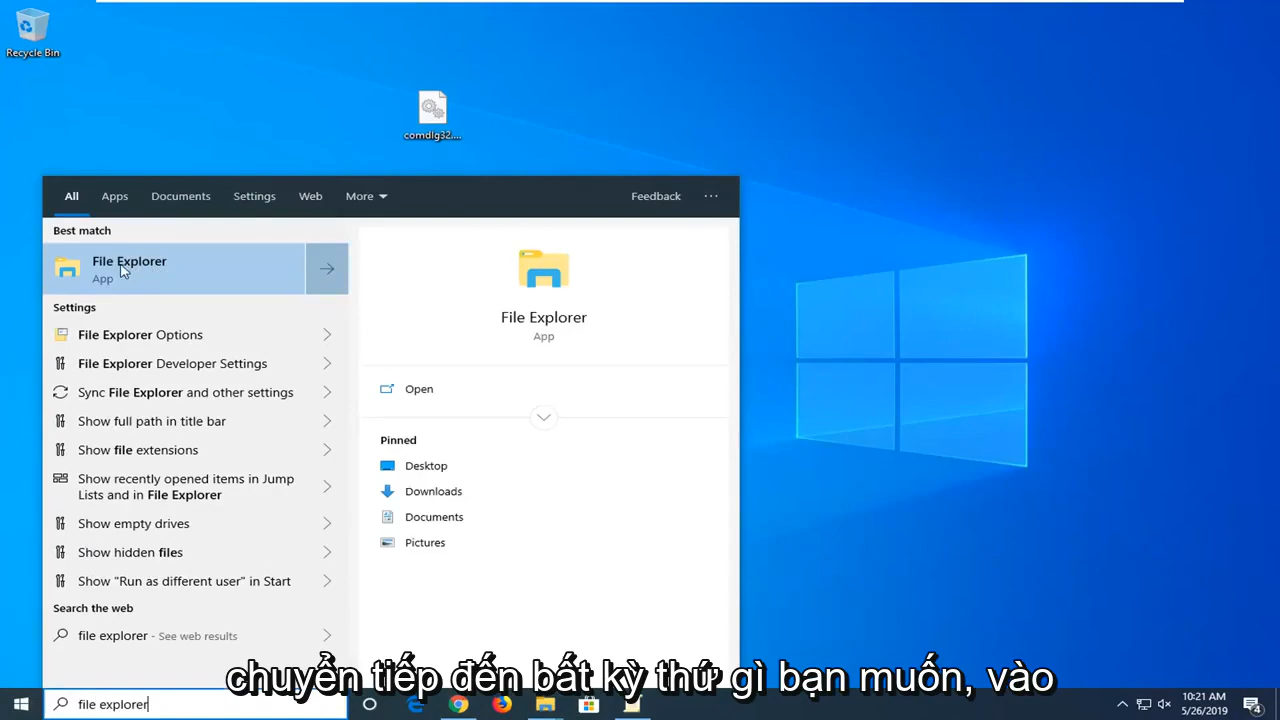 Recycle Bin
comdlg32....
All Apps Documents Settings Web More Feedback ...
Best match
File Explorer
App
Settings
File Explorer Options
File Explorer Developer Settings
Sync File Explorer and other settings
Show full path in title bar
Show file extensions
Show recently opened items in Jump
Lists and in File Explorer
Show empty drives
Show hidden files
Show "Run as different user" in Start
Search the web
file explorer - See web results
File Explorer
App
Open
Pinned
Desktop
Downloads
Documents
Pictures
chuyển tiếp đến bất kỳ thứ gì bạn muốn, vào
file explorer
10:21 AM
5/26/2019
4